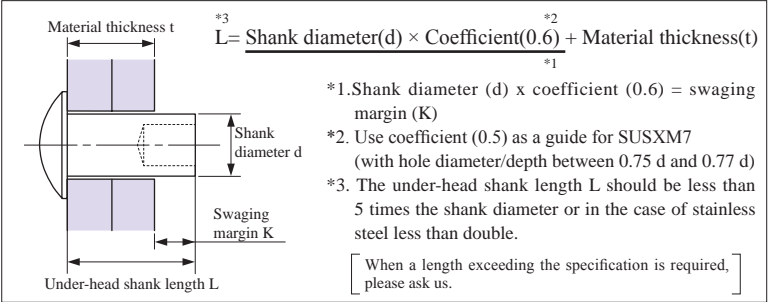 Material thickness t
*3 *2
L= Shank diameter(d) × Coefficient(0.6) + Material thickness(t)
*1
*1.Shank diameter (d) x coefficient (0.6) = swaging
margin (K)
*2. Use coefficient (0.5) as a guide for SUSXM7
(with hole diameter/depth between 0.75 d and 0.77 d)
*3. The under-head shank length L should be less than
5 times the shank diameter or in the case of stainless
steel less than double.
When a length exceeding the specification is required,
please ask us.
Shank
diameter d
Swaging
margin K
Under-head shank length L